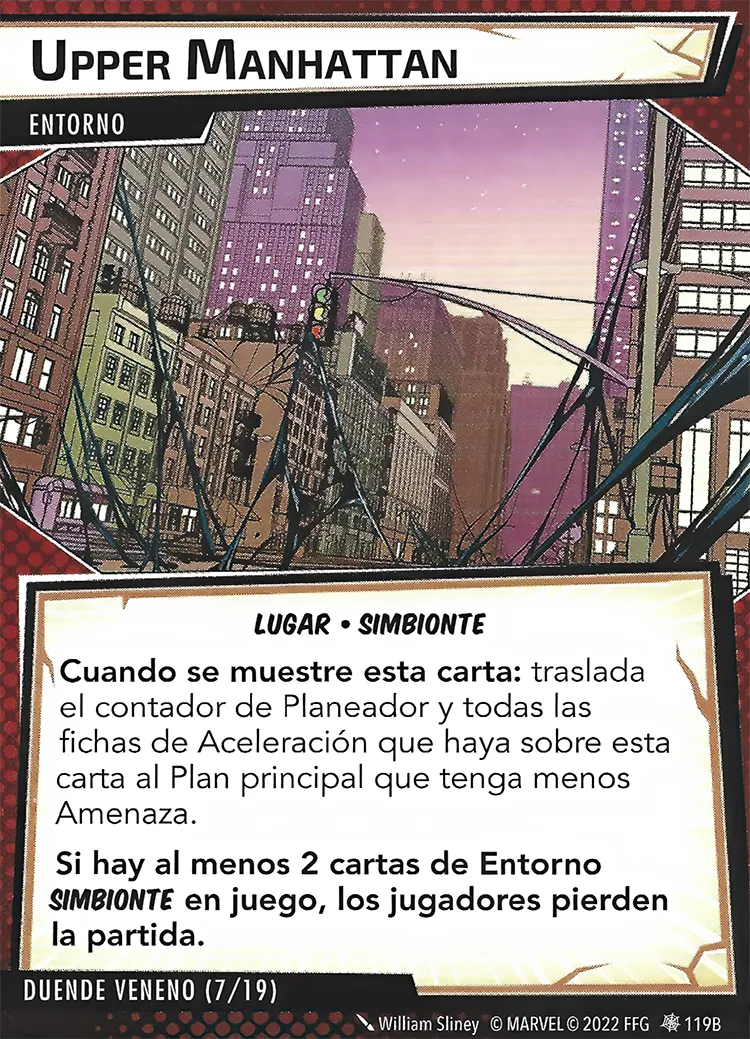 UPPER MANHATTAN
ENTORNO
LUGAR • SIMBIONTE
Cuando se muestre esta carta: traslada
el contador de Planeador y todas las
fichas de Aceleración que haya sobre esta
carta al Plan principal que tenga menos
Amenaza.
Si hay al menos 2 cartas de Entorno
SIMBIONTE en juego, los jugadores pierden
la partida.
DUENDE VENENO (7/19)
William Sliney © MARVEL © 2022 FFG 119B